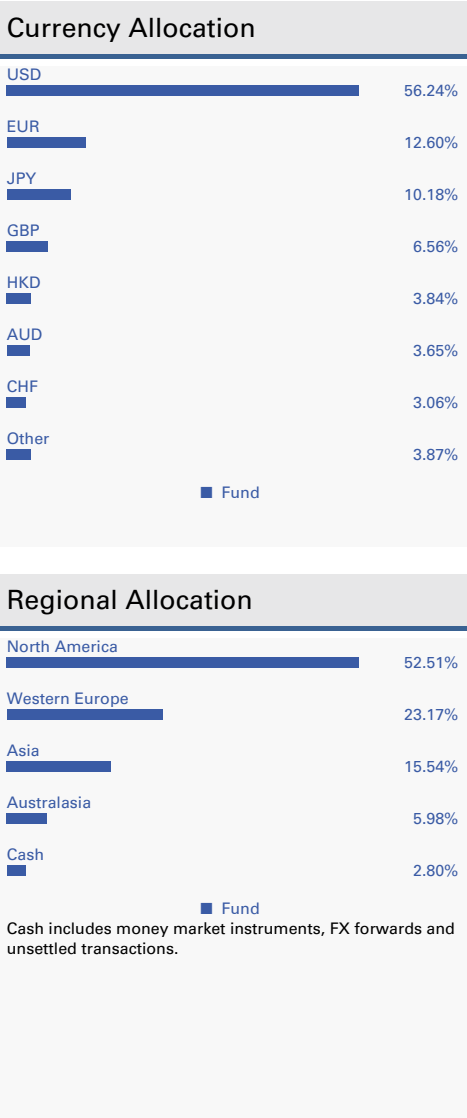 Currency Allocation
USD
56.24%
EUR
12.60%
JPY
10.18%
GBP
6.56%
HKD
3.84%
AUD
3.65%
CHF
3.06%
Other
3.87%
Fund
Regional Allocation
North America
52.51%
Western Europe
23.17%
Asia
15.54%
Australasia
5.98%
Cash
2.80%
Fund
Cash includes money market instruments, FX forwards and
unsettled transactions.